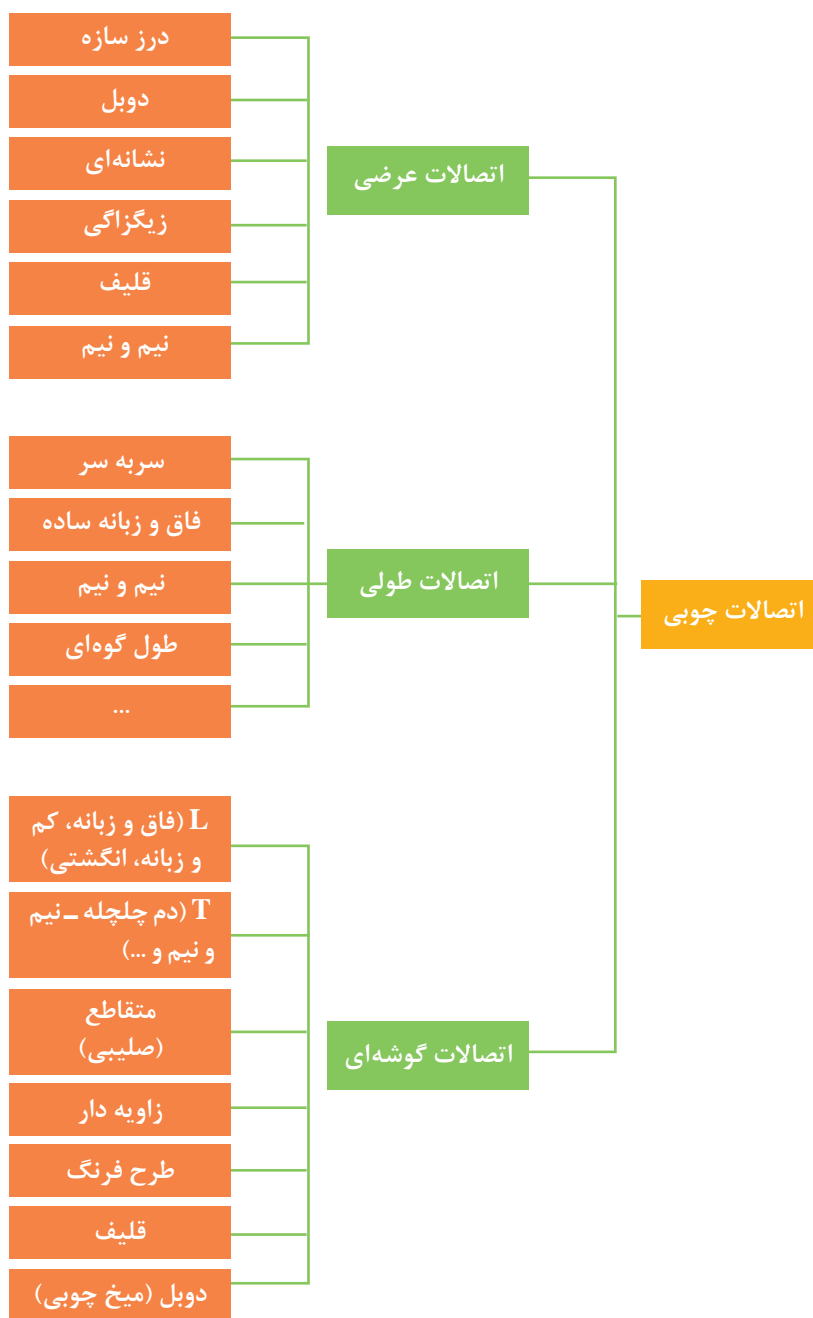 اتصالات چوبی
اتصالات عرضی
درز سازه
دوبل
نشانه‌ای
زیگزاگی
قلیف
نیم و نیم
اتصالات طولی
سربه سر
فاق و زبانه ساده
نیم و نیم
طول گوه‌ای
...
اتصالات گوشه‌ای
L (فاق و زبانه، کم
و زبانه، انگشتی)
T (دم چلچله ــ نیم
و نیم و ...)
متقاطع
(صلیبی)
زاویه دار
طرح فرنگ
قلیف
دوبل (میخ چوبی)